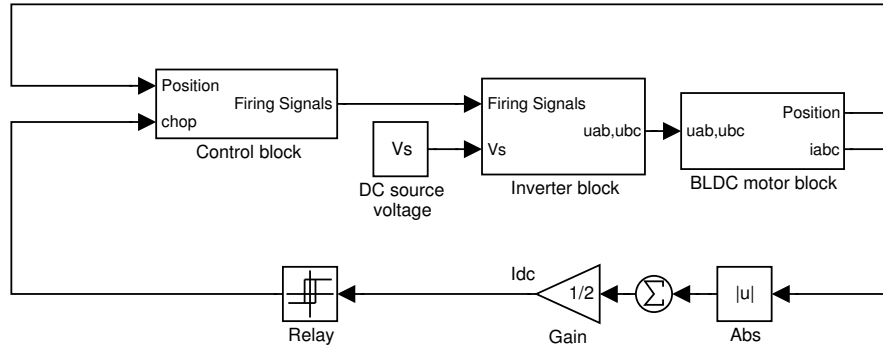 Position
chop
Firing Signals
Control block
Vs
DC source
voltage
Firing Signals
Vs
uab,ubc
Inverter block
uab,ubc
Position
iabc
BLDC motor block
Relay
Idc
1/2
Gain
Σ
|u|
Abs